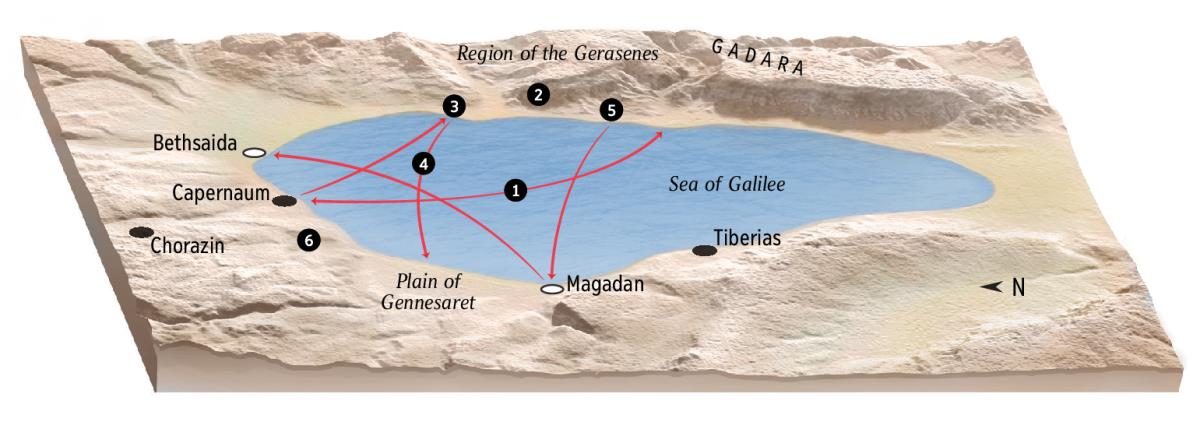 Region of the Gerasenes
GADARA
2
3
5
Bethsaida
4
Capernaum
1
Sea of Galilee
Chorazin
6
Tiberias
Plain of
Gennesaret
Magadan
N